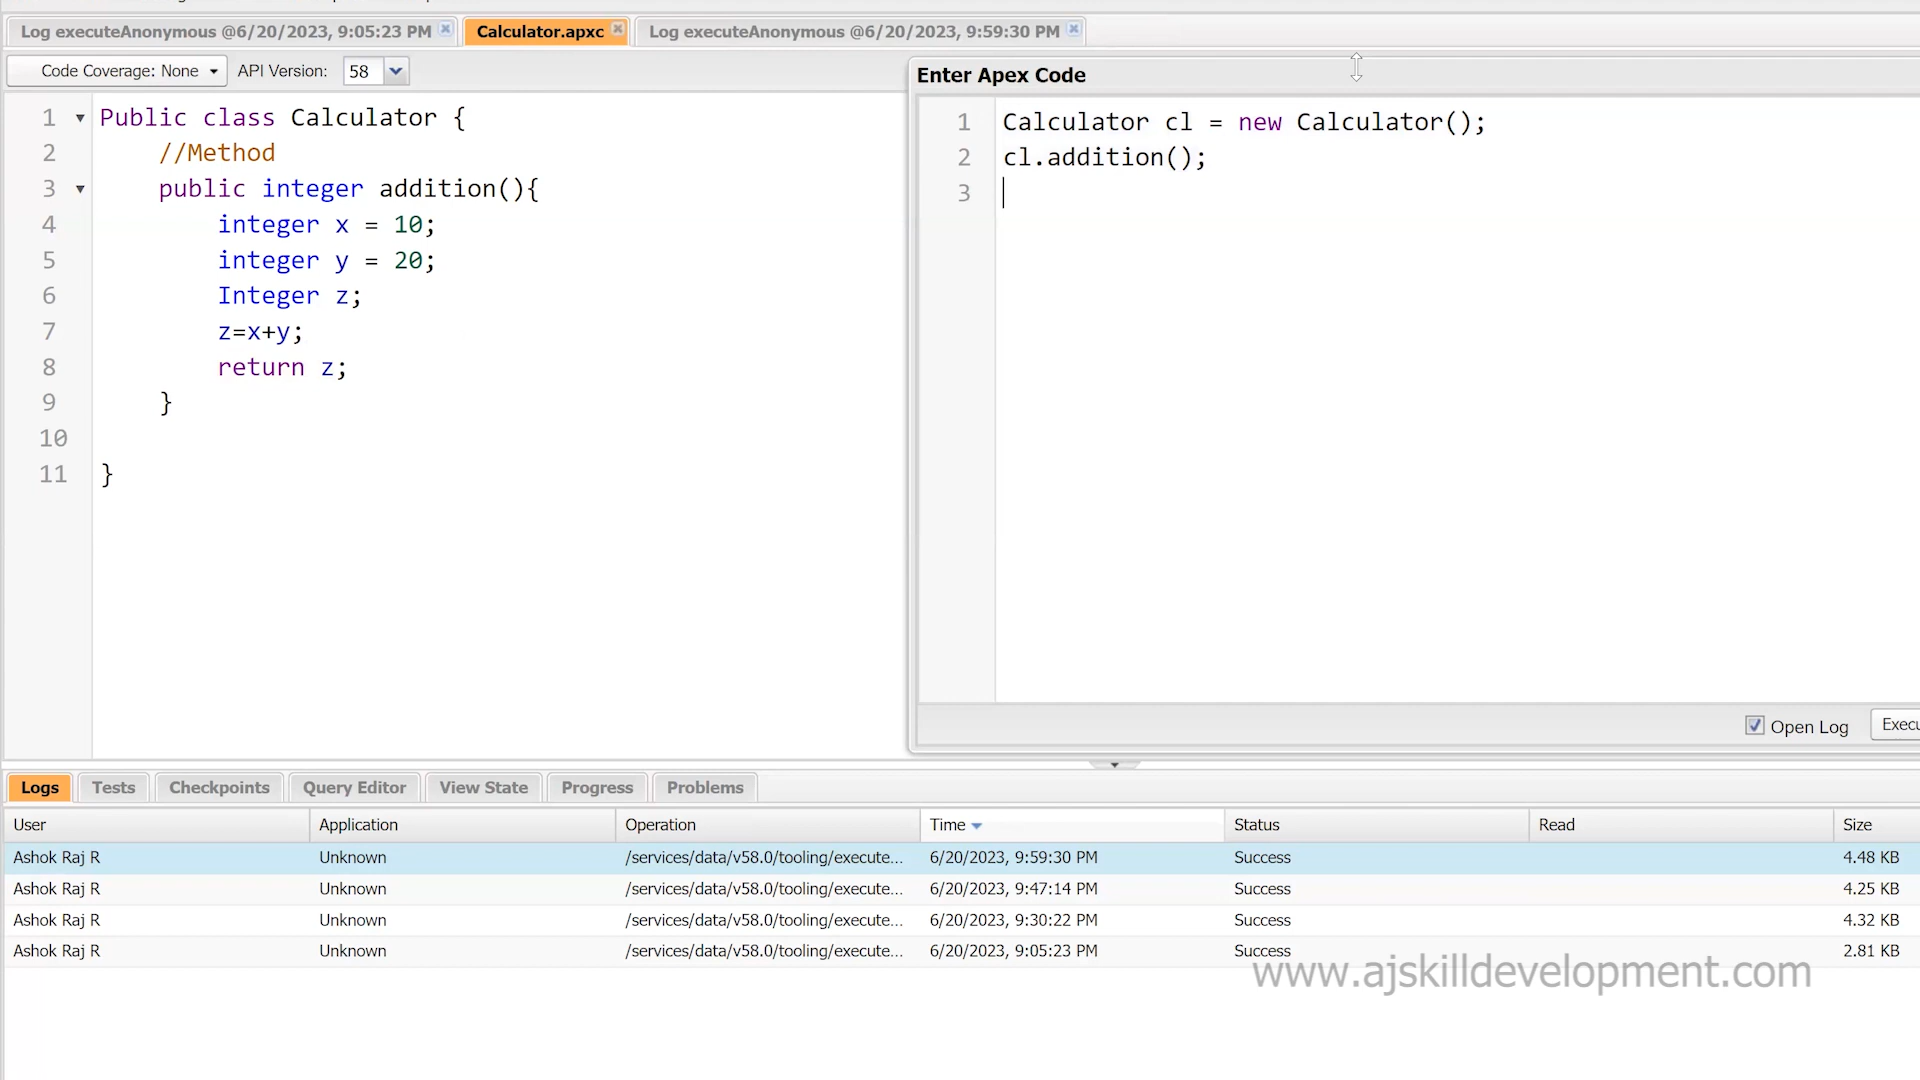 Log executeAnonymous @6/20/2023, 9:05:23 PM
Calculator.apxc
Log executeAnonymous @6/20/2023, 9:59:30 PM
Code Coverage: None
API Version:
58
1 Public class Calculator {
2 //Method
3 public integer addition(){
4 integer x = 10;
5 integer y = 20;
6 Integer z;
7 z=x+y;
8 return z;
9 }
10
11 }
Enter Apex Code
1 Calculator cl = new Calculator();
2 cl.addition();
3
Open Log
Execu
Logs Tests Checkpoints Query Editor View State Progress Problems
User Application Operation Time Status Read Size
Ashok Raj R Unknown /services/data/v58.0/tooling/execute... 6/20/2023, 9:59:30 PM Success 4.48 KB
Ashok Raj R Unknown /services/data/v58.0/tooling/execute... 6/20/2023, 9:47:14 PM Success 4.25 KB
Ashok Raj R Unknown /services/data/v58.0/tooling/execute... 6/20/2023, 9:30:22 PM Success 4.32 KB
Ashok Raj R Unknown /services/data/v58.0/tooling/execute... 6/20/2023, 9:05:23 PM Success 2.81 KB
www.ajskilldevelopment.com